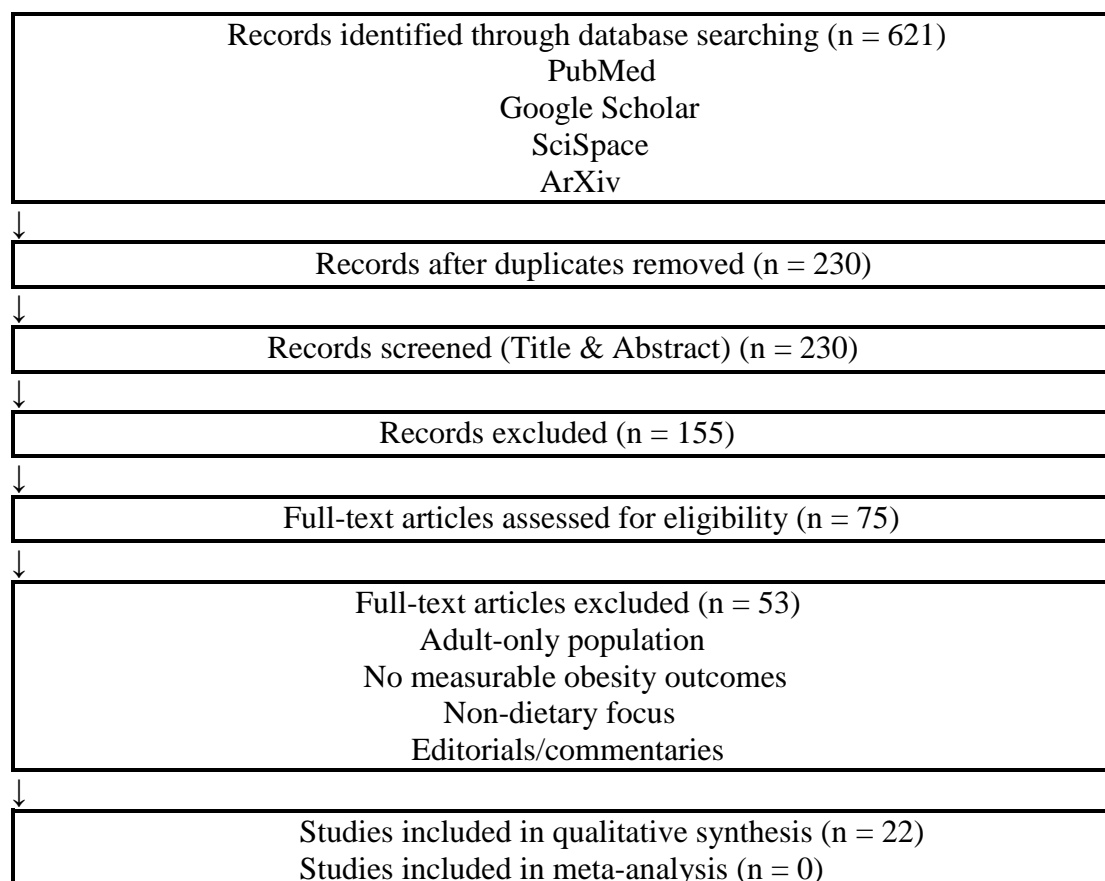 Records identified through database searching (n = 621)
PubMed
Google Scholar
SciSpace
ArXiv
↓
Records after duplicates removed (n = 230)
↓
Records screened (Title & Abstract) (n = 230)
↓
Records excluded (n = 155)
↓
Full-text articles assessed for eligibility (n = 75)
↓
Full-text articles excluded (n = 53)
Adult-only population
No measurable obesity outcomes
Non-dietary focus
Editorials/commentaries
↓
Studies included in qualitative synthesis (n = 22)
Studies included in meta-analysis (n = 0)